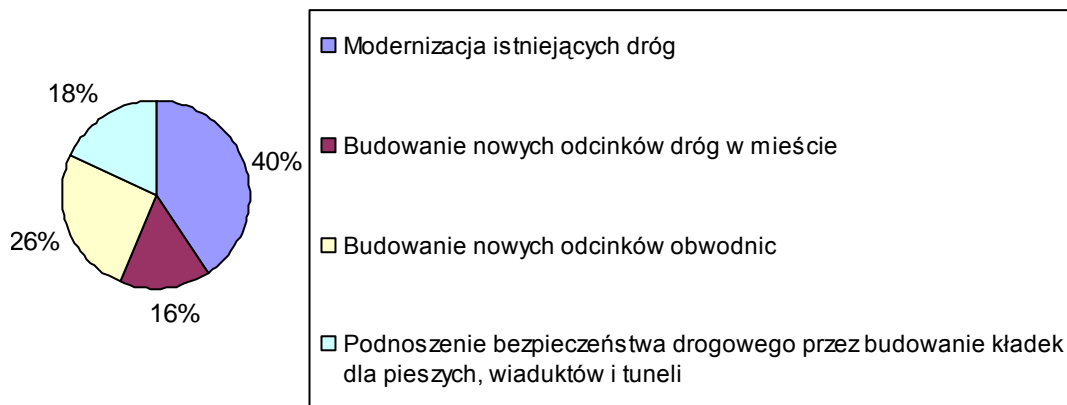 18%
40%
26%
16%
Modernizacja istniejących dróg
Budowanie nowych odcinków dróg w mieście
Budowanie nowych odcinków obwodnic
Podnoszenie bezpieczeństwa drogowego przez budowanie kładek
dla pieszych, wiaduktów i tuneli